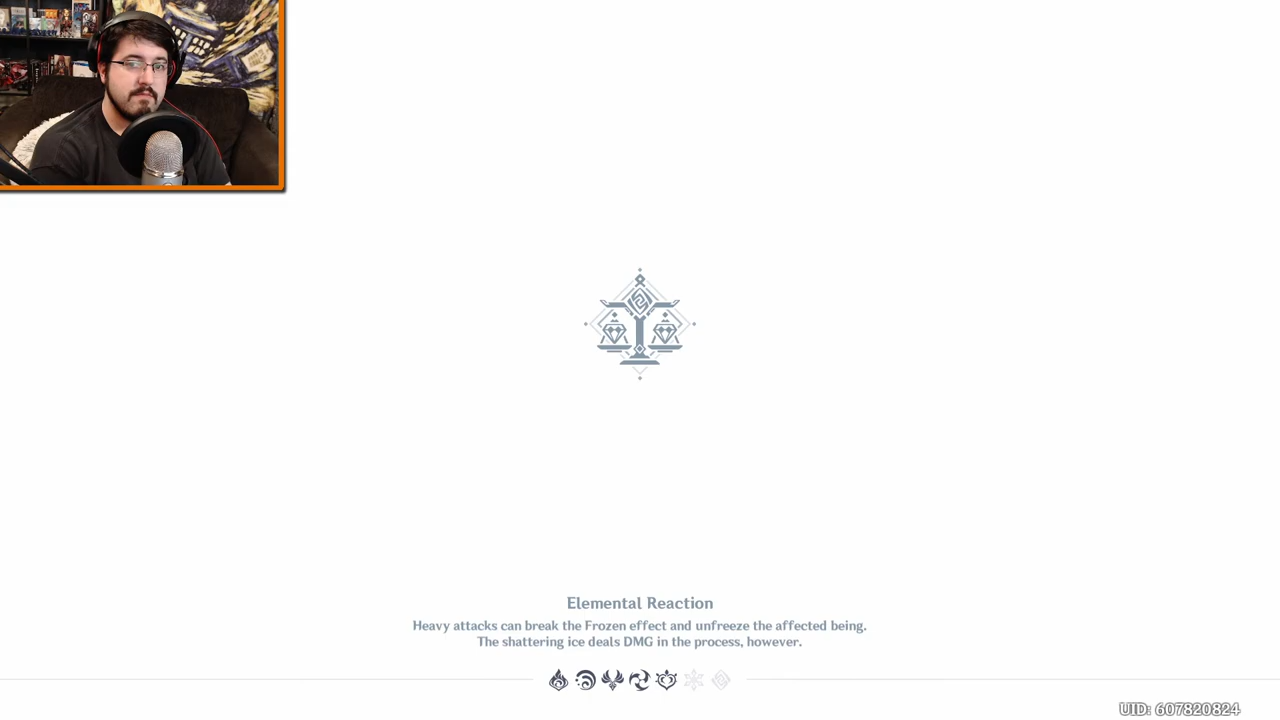 Elemental Reaction
Heavy attacks can break the Frozen effect and unfreeze the affected being.
The shattering ice deals DMG in the process, however.
UID: 607820824